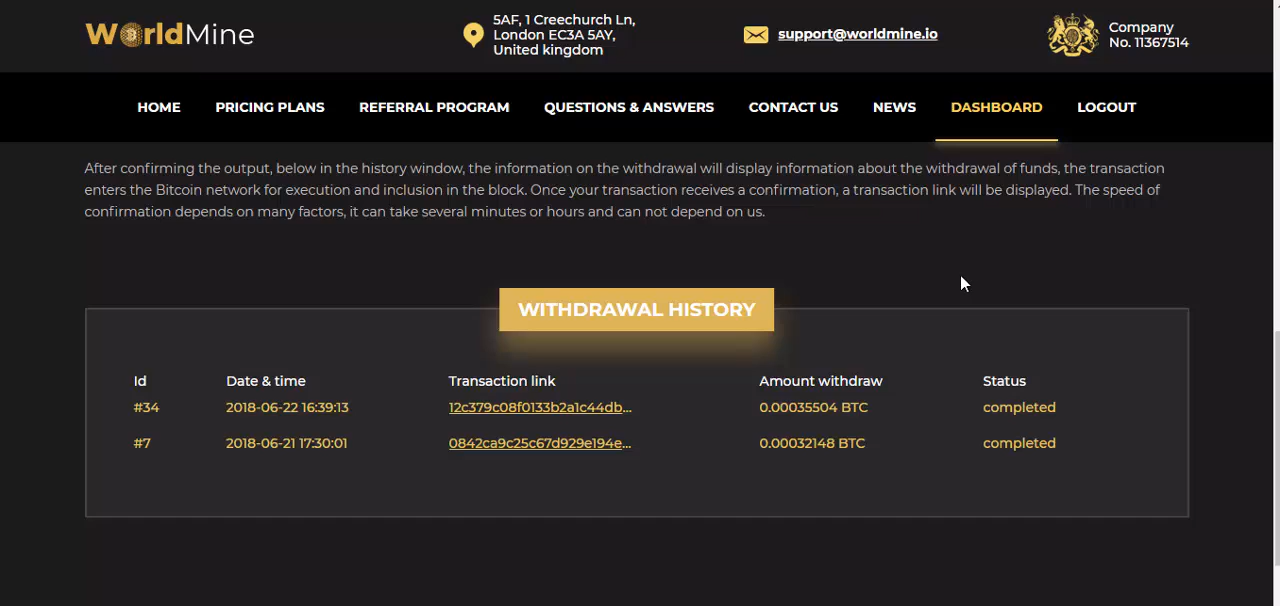 WorldMine
5AF, 1 Creechurch Ln,
London EC3A 5AY,
United kingdom
support@worldmine.io
Company
No. 11367514
HOME PRICING PLANS REFERRAL PROGRAM QUESTIONS & ANSWERS CONTACT US NEWS DASHBOARD LOGOUT
After confirming the output, below in the history window, the information on the withdrawal will display information about the withdrawal of funds, the transaction
enters the Bitcoin network for execution and inclusion in the block. Once your transaction receives a confirmation, a transaction link will be displayed. The speed of
confirmation depends on many factors, it can take several minutes or hours and can not depend on us.
WITHDRAWAL HISTORY
Id Date & time Transaction link Amount withdraw Status
#34 2018-06-22 16:39:13 12c379c08f0133b2a1c44db... 0.00035504 BTC completed
#7 2018-06-21 17:30:01 0842ca9c25c67d929e194e... 0.00032148 BTC completed